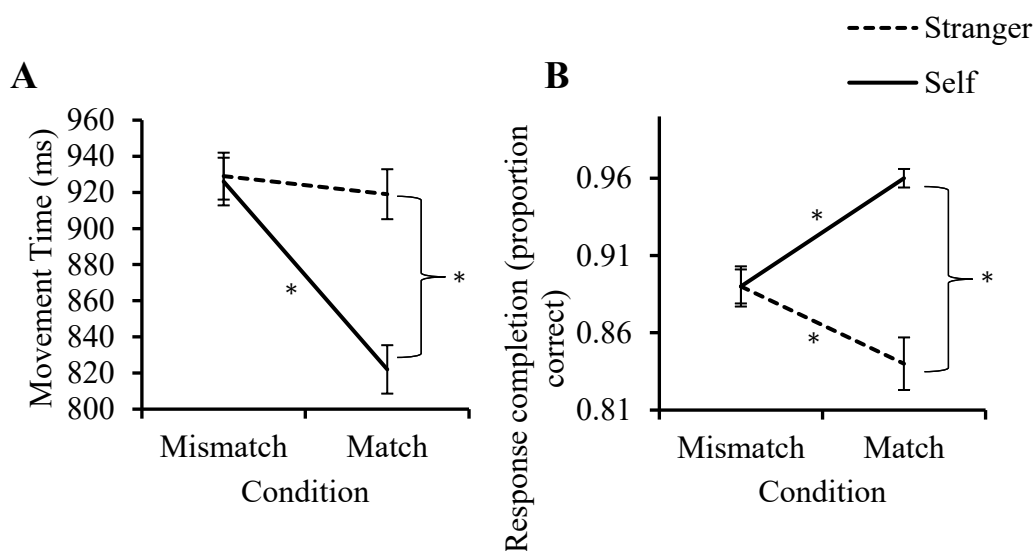 Stranger
Self
A
B
Movement Time (ms)
960
940
920
900
880
860
840
820
800
*
*
Mismatch
Match
Condition
Response completion (proportion
correct)
0.96
0.91
0.86
0.81
*
*
*
Mismatch
Match
Condition